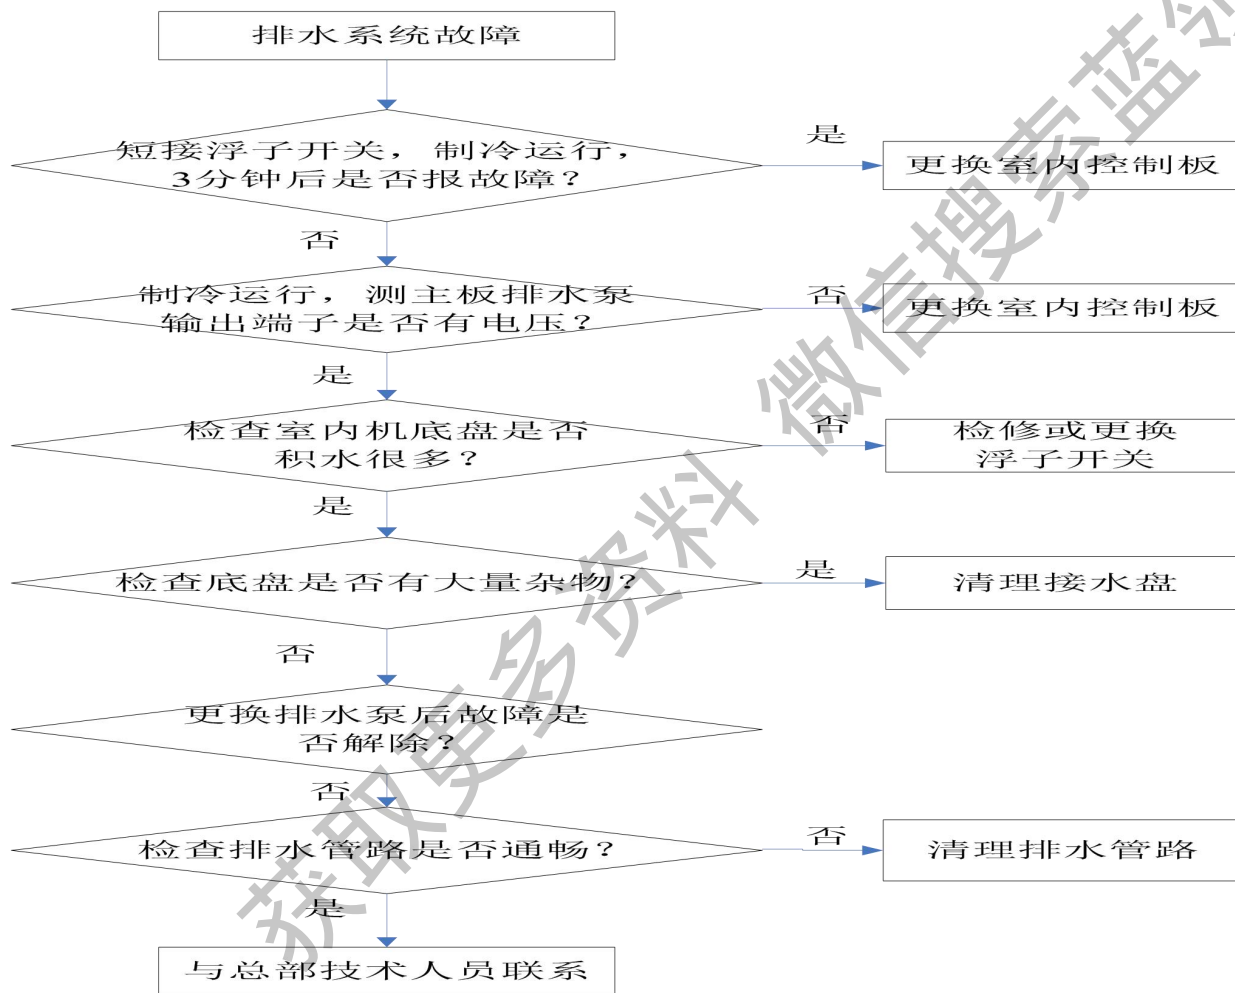 排水系统故障
短接浮子开关，制冷运行，
3分钟后是否报故障？
是
更换室内控制板
否
制冷运行，测主板排水泵
输出端子是否有电压？
否
更换室内控制板
是
检查室内机底盘是否
积水很多？
否
检修或更换
浮子开关
是
检查底盘是否有大量杂物？
是
清理接水盘
否
更换排水泵后故障是
否解除？
否
检查排水管路是否通畅？
否
清理排水管路
是
与总部技术人员联系
获取更多资料 微信搜索蓝领